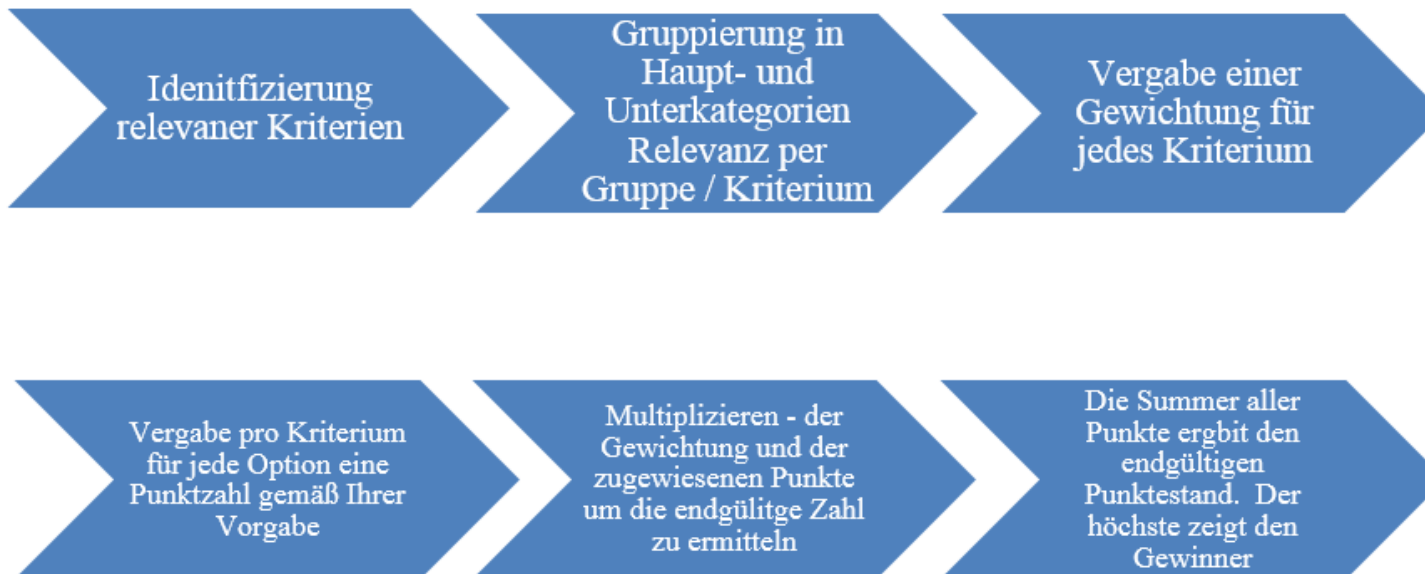 Idenitfizierung
relevaner Kriterien
Gruppierung in
Haupt- und
Unterkategorien
Relevanz per
Gruppe / Kriterium
Vergabe einer
Gewichtung für
jedes Kriterium
Vergabe pro Kriterium
für jede Option eine
Punktzahl gemäß Ihrer
Vorgabe
Multiplizieren - der
Gewichtung und der
zugewiesenen Punkte
um die endgülitge Zahl
zu ermitteln
Die Summer aller
Punkte ergbit den
endgültigen
Punktestand. Der
höchste zeigt den
Gewinner